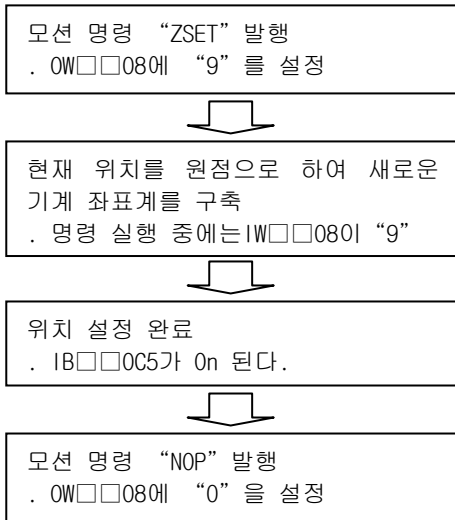 모션 명령 “ZSET” 발행
. OW□□08에 “9” 를 설정
현재 위치를 원점으로 하여 새로운
기계 좌표계를 구축
. 명령 실행 중에는IW□□08이 “9”
위치 설정 완료
. IB□□0C5가 On 된다.
모션 명령 “NOP” 발행
. OW□□08에 “0” 을 설정